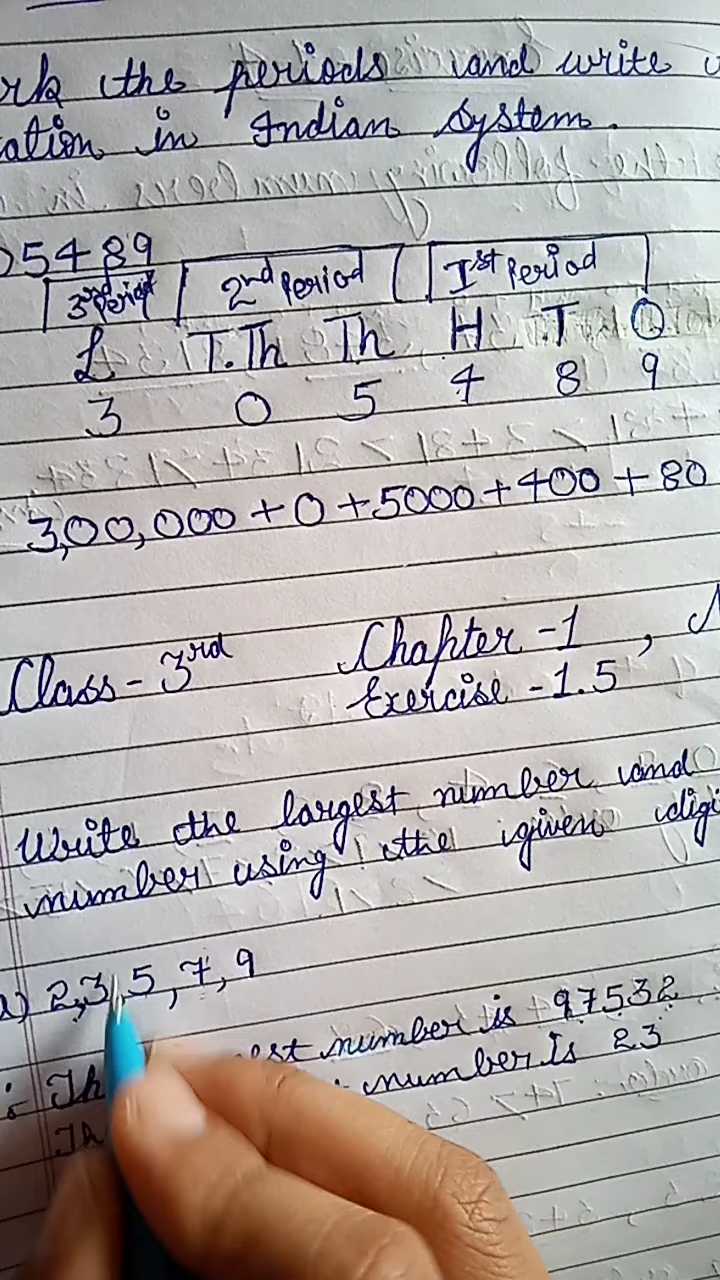 rk the periods and write
ation in Indian System.
05489
3rd Period 2nd Period Ist Period
L T.Th Th H T O
3 0 5 4 8 9
3,00,000 + 0 + 5000 + 400 + 80
Class - 3rd Chapter - 1 ,
Exercise - 1.5
Write the largest number and
number using the given digi
a) 2,3,5,7,9
est number is 97532
number Is 23